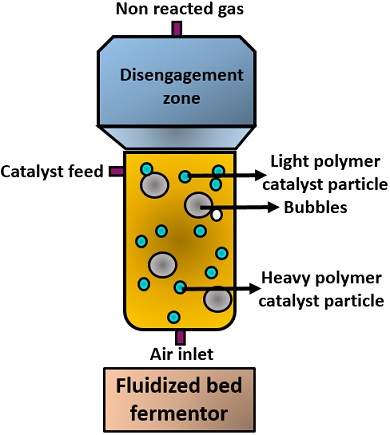 Non reacted gas
Disengagement
zone
Catalyst feed
Light polymer
catalyst particle
Bubbles
Heavy polymer
catalyst particle
Air inlet
Fluidized bed
fermentor